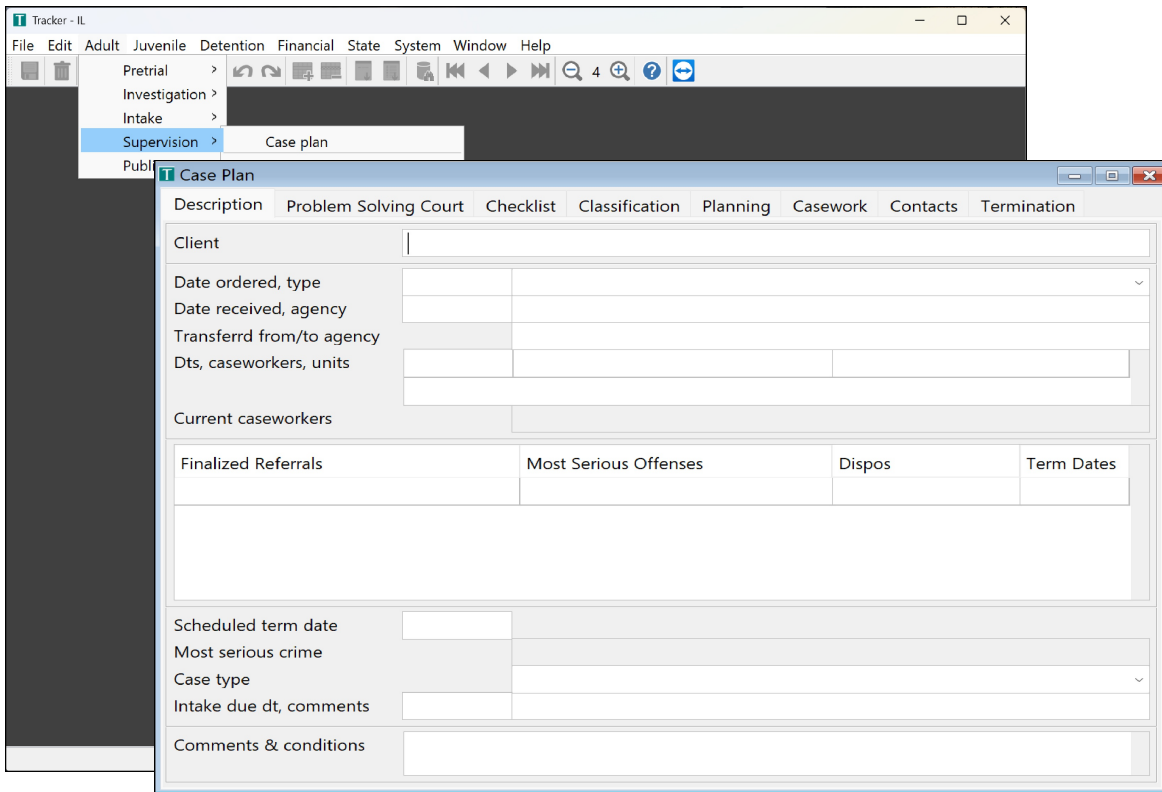 T Tracker - IL
File Edit Adult Juvenile Detention Financial State System Window Help
Pretrial
4
Investigation
Intake
Supervision
Case plan
Publi
T Case Plan
Description Problem Solving Court Checklist Classification Planning Casework Contacts Termination
Client
Date ordered, type
Date received, agency
Transferrd from/to agency
Dts, caseworkers, units
Current caseworkers
Finalized Referrals Most Serious Offenses Dispos Term Dates
Scheduled term date
Most serious crime
Case type
Intake due dt, comments
Comments & conditions